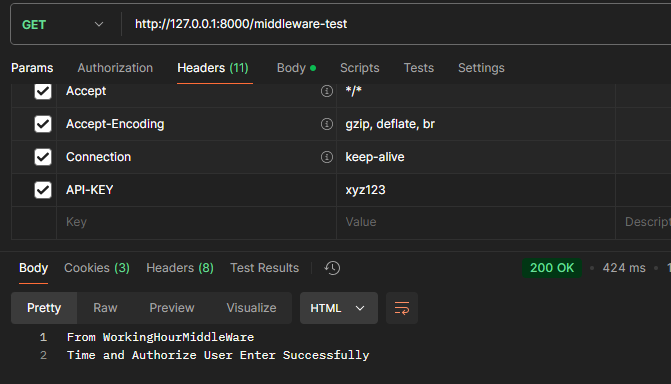 GET http://127.0.0.1:8000/middleware-test
Params Authorization Headers (11) Body Scripts Tests Settings
Accept */*
Accept-Encoding gzip, deflate, br
Connection keep-alive
API-KEY xyz123
Key Value Descript
Body Cookies (3) Headers (8) Test Results 200 OK 424 ms
Pretty Raw Preview Visualize HTML
1 From WorkingHourMiddleWare
2 Time and Authorize User Enter Successfully